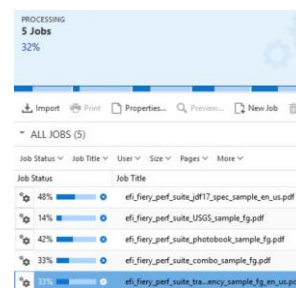 PROCESSING
5 Jobs
32%
Import Print Properties... Preview... New Job
ALL JOBS (5)
Job Status Job Title User Size Pages More
Job Status Job Title
48% efi_fiery_perf_suite_jdf17_spec_sample_en_us.pdf
14% efi_fiery_perf_suite_USGS_sample_fg.pdf
42% efi_fiery_perf_suite_photobook_sample_fg.pdf
33% efi_fiery_perf_suite_combo_sample_fg.pdf
33% efi_fiery_perf_suite_tra...ency_sample_fg_en_us.pd